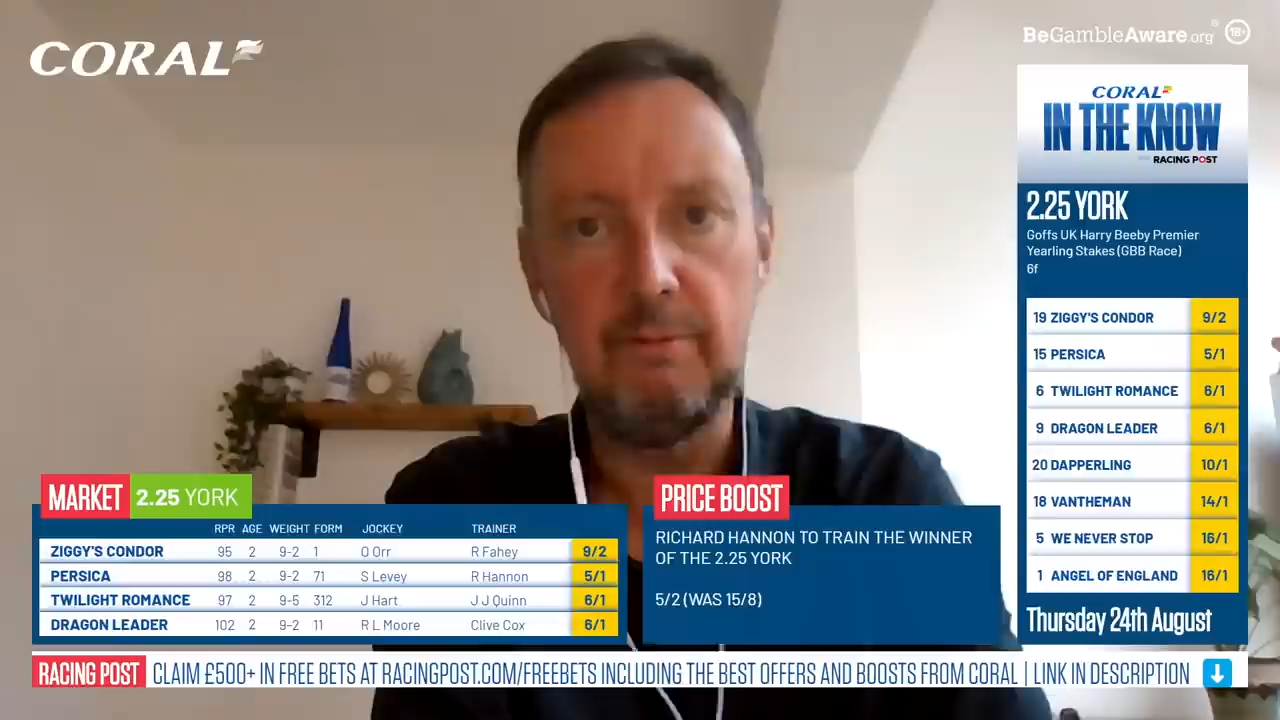 CORAL
BeGambleAware.org® 18+
CORAL
IN THE KNOW
RACING POST
2.25 YORK
Goffs UK Harry Beeby Premier
Yearling Stakes (GBB Race)
6f
19 ZIGGY'S CONDOR 9/2
15 PERSICA 5/1
6 TWILIGHT ROMANCE 6/1
9 DRAGON LEADER 6/1
20 DAPPERLING 10/1
18 VANTHEMAN 14/1
5 WE NEVER STOP 16/1
1 ANGEL OF ENGLAND 16/1
Thursday 24th August
MARKET 2.25 YORK
RPR AGE WEIGHT FORM JOCKEY TRAINER
ZIGGY'S CONDOR 95 2 9-2 1 O Orr R Fahey 9/2
PERSICA 98 2 9-2 71 S Levey R Hannon 5/1
TWILIGHT ROMANCE 97 2 9-5 312 J Hart J J Quinn 6/1
DRAGON LEADER 102 2 9-2 11 R L Moore Clive Cox 6/1
PRICE BOOST
RICHARD HANNON TO TRAIN THE WINNER
OF THE 2.25 YORK
5/2 (WAS 15/8)
RACING POST CLAIM £500+ IN FREE BETS AT RACINGPOST.COM/FREEBETS INCLUDING THE BEST OFFERS AND BOOSTS FROM CORAL | LINK IN DESCRIPTION